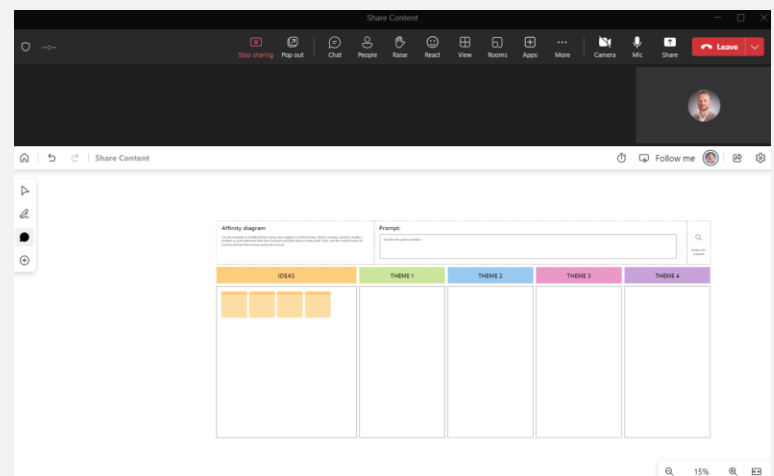 Share Content
Stop sharing Pop out Chat People Raise React View Rooms Apps More Camera Mic Share Leave
Share Content Follow me
Affinity diagram Prompt:
IDEAS THEME 1 THEME 2 THEME 3 THEME 4
15%